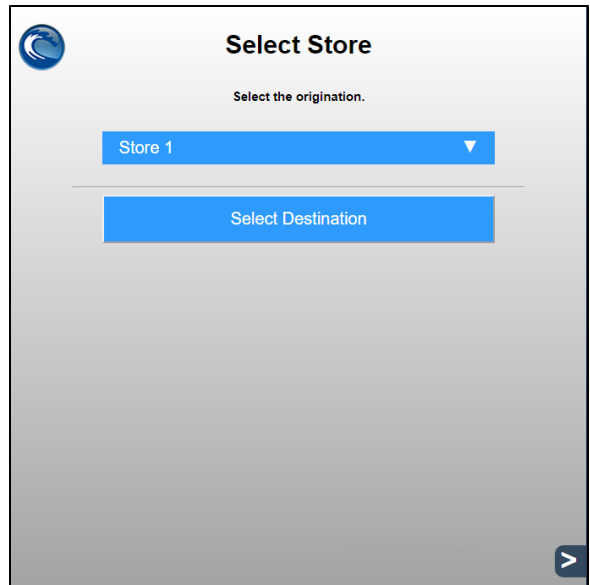 Select Store
Select the origination.
Store 1 ▼
Select Destination
>